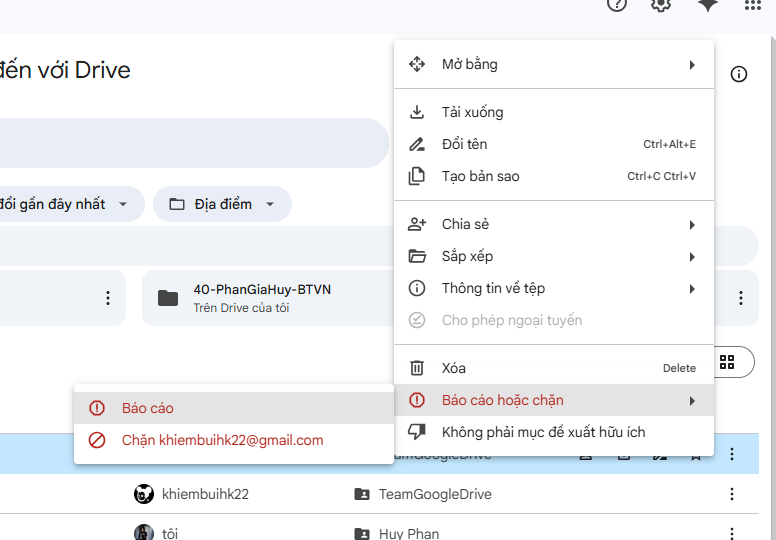 đến với Drive
Mở bằng
Tải xuống
Đổi tên Ctrl+Alt+E
Tạo bản sao Ctrl+C Ctrl+V
đổi gần đây nhất
Địa điểm
Chia sẻ
Sắp xếp
40-PhanGiaHuy-BTVN
Trên Drive của tôi
Thông tin về tệp
Cho phép ngoại tuyến
Xóa Delete
Báo cáo hoặc chặn
Báo cáo
Chặn khiembuihk22@gmail.com
Không phải mục đề xuất hữu ích
TeamGoogleDrive
khiembuihk22 TeamGoogleDrive
tôi Huy Phan